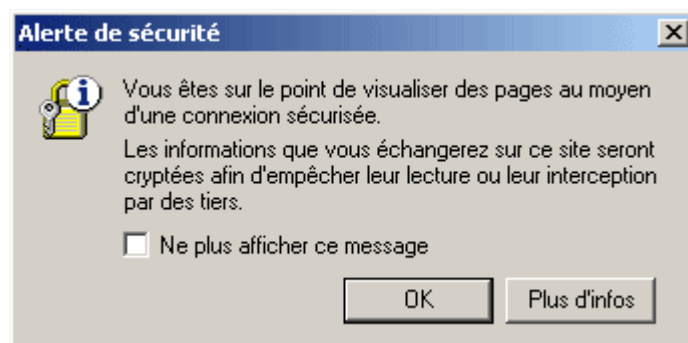 Alerte de sécurité
Vous êtes sur le point de visualiser des pages au moyen
d'une connexion sécurisée.
Les informations que vous échangerez sur ce site seront
cryptées afin d'empêcher leur lecture ou leur interception
par des tiers.
Ne plus afficher ce message
OK
Plus d'infos